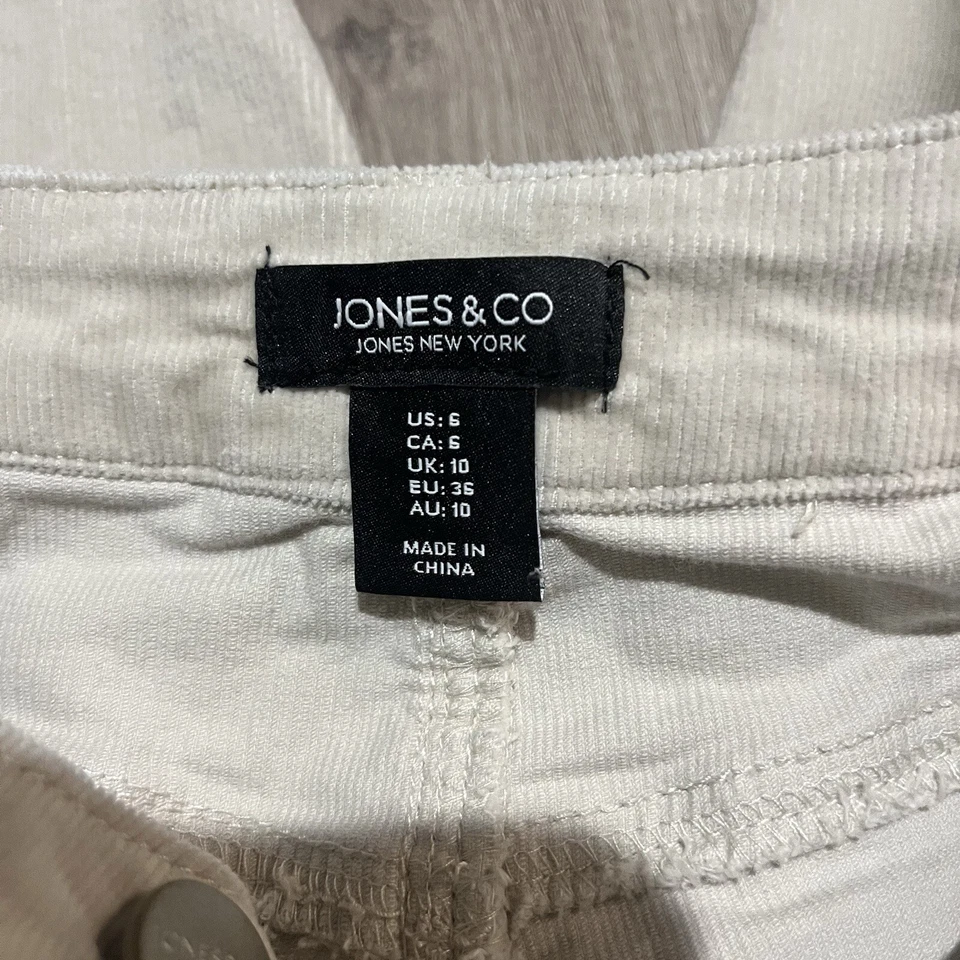 JONES & CO
JONES NEW YORK
US: 6
CA: 6
UK: 10
EU: 36
AU: 10
MADE IN
CHINA